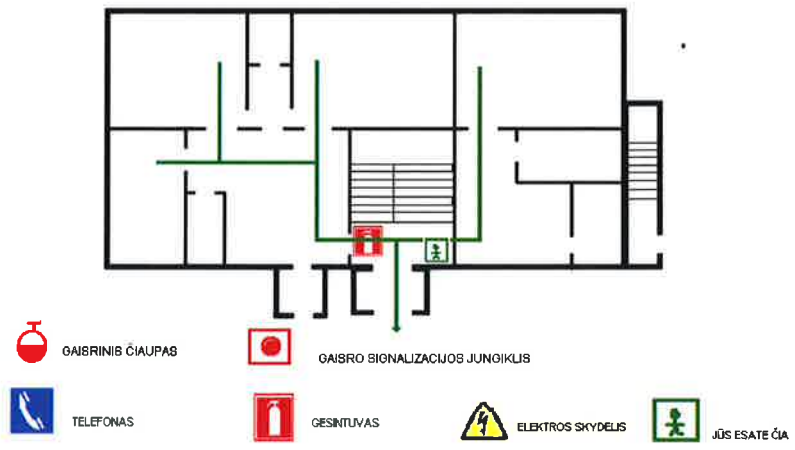 GAISRINIS ČIAUPAS
GAISRO SIGNALIZACIJOS JUNGIKLIS
TELEFONAS
GESINTUVAS
ELEKTROS SKYDELIS
JŪS ESATE ČIA